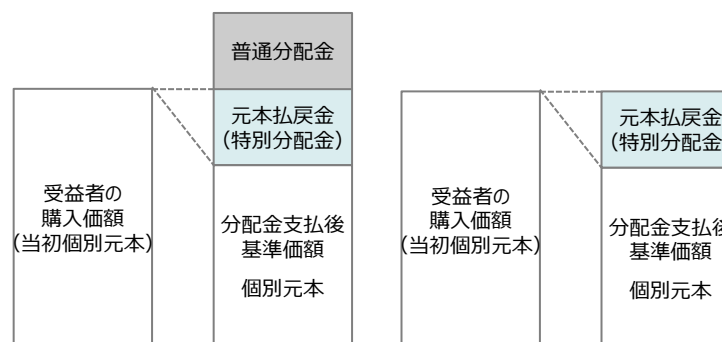 普通分配金
元本払戻金
(特別分配金)
受益者の
購入価額
(当初個別元本)
分配金支払後
基準価額
個別元本
元本払戻金
(特別分配金
受益者の
購入価額
(当初個別元本)
分配金支払後
基準価額
個別元本